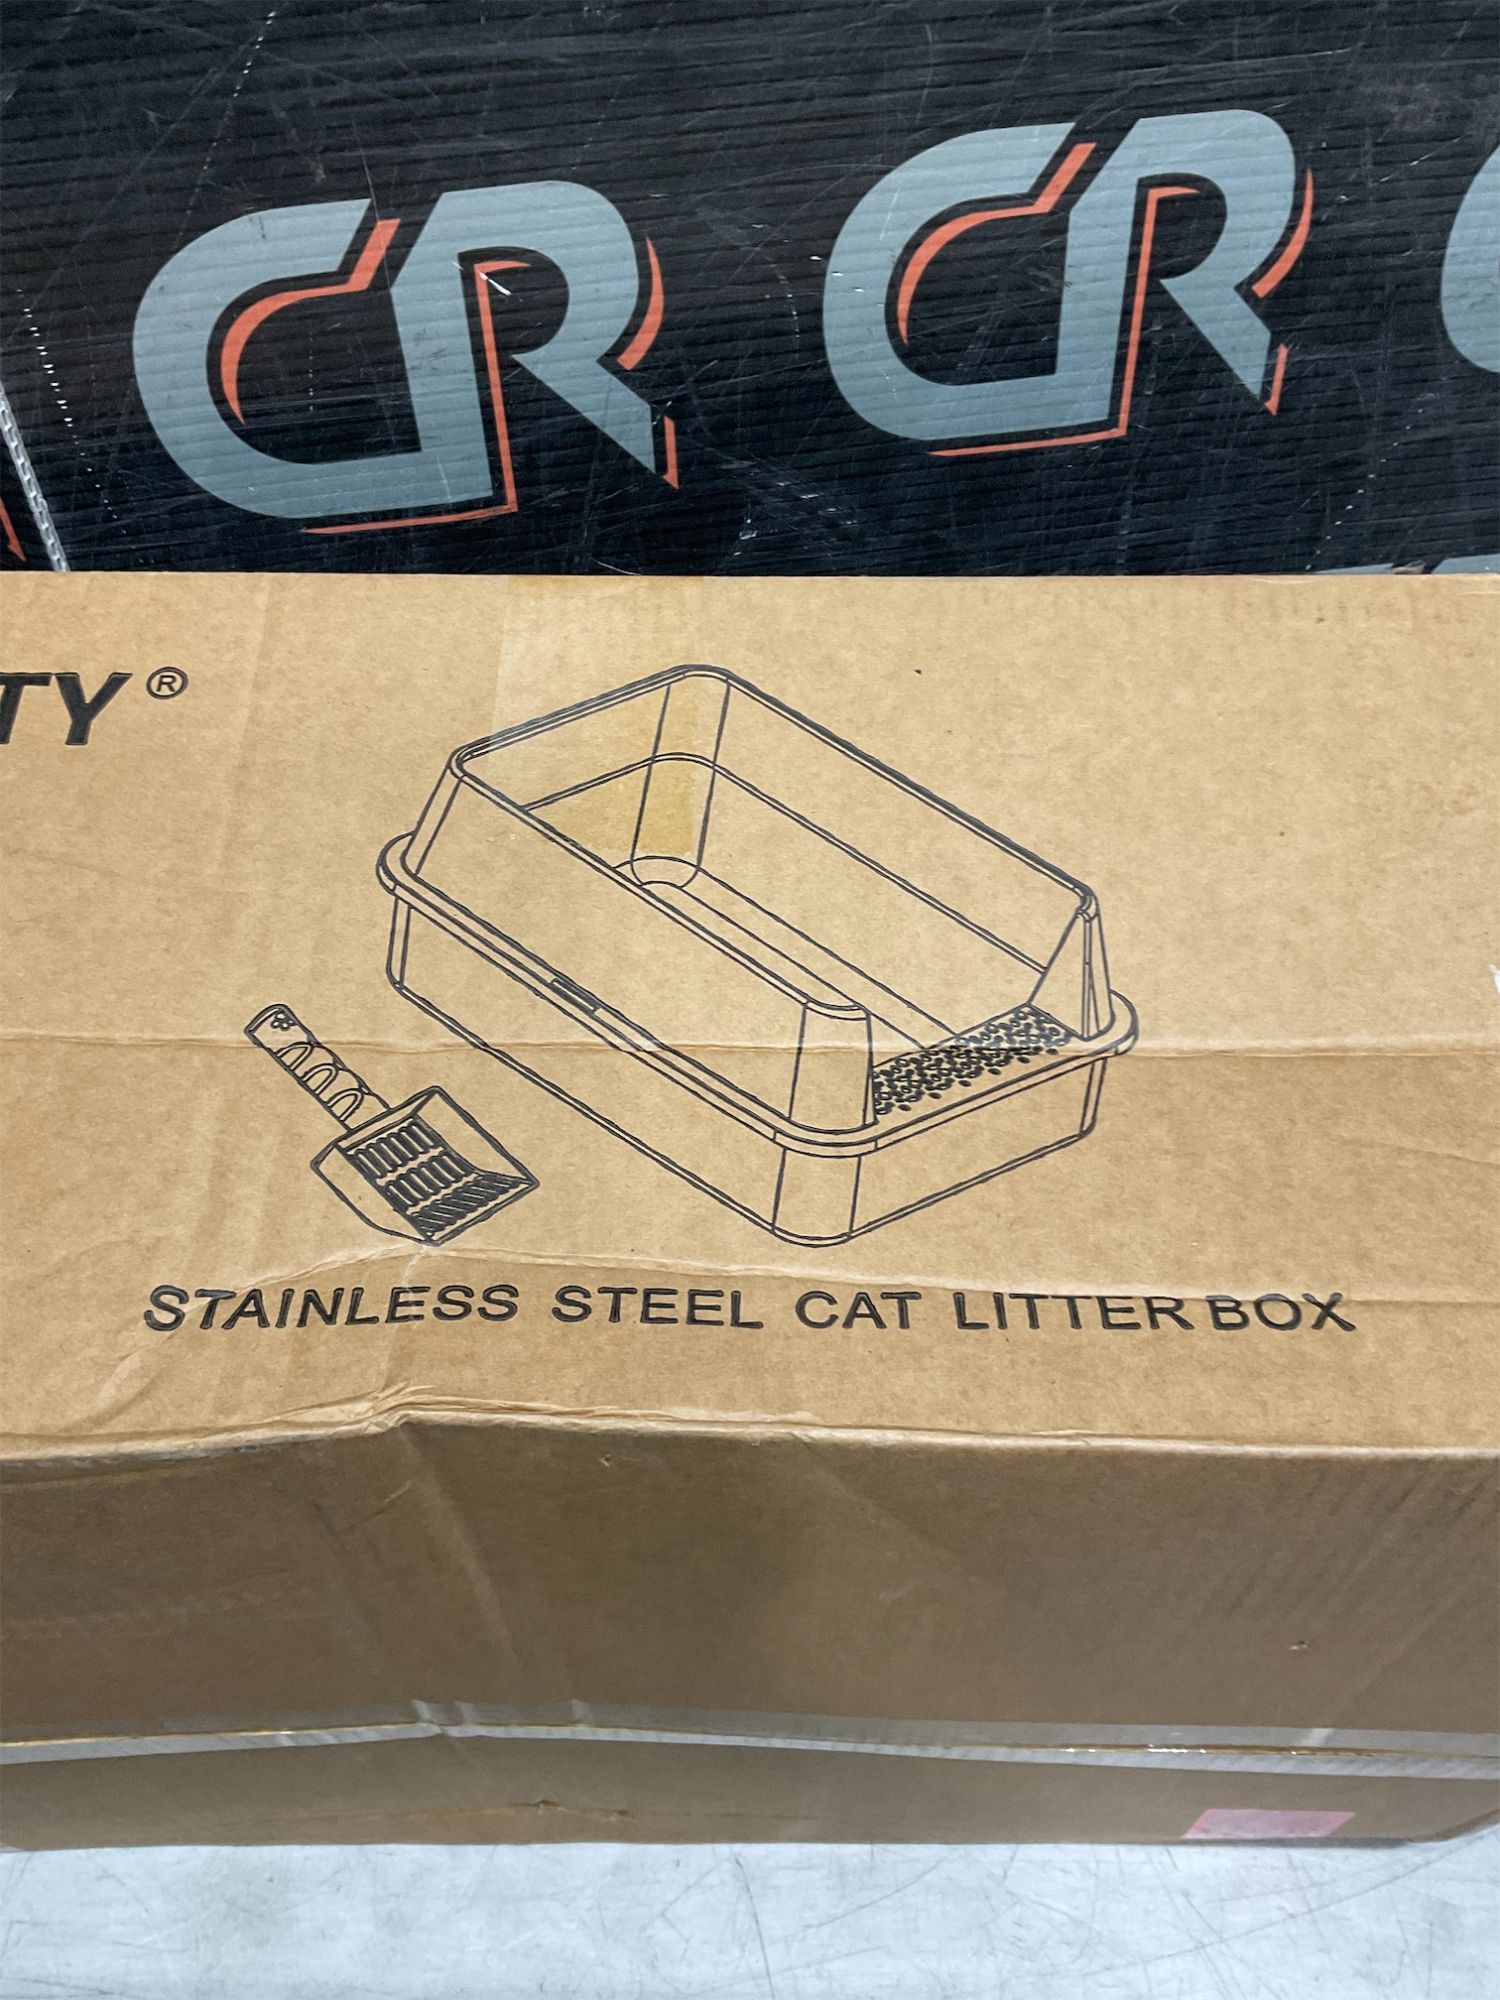 CR CR
TY®
STAINLESS STEEL CAT LITTER BOX